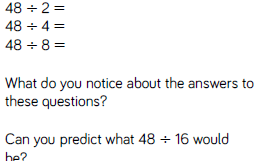 48 ÷ 2 =
48 ÷ 4 =
48 ÷ 8 =
What do you notice about the answers to
these questions?
Can you predict what 48 ÷ 16 would
be?